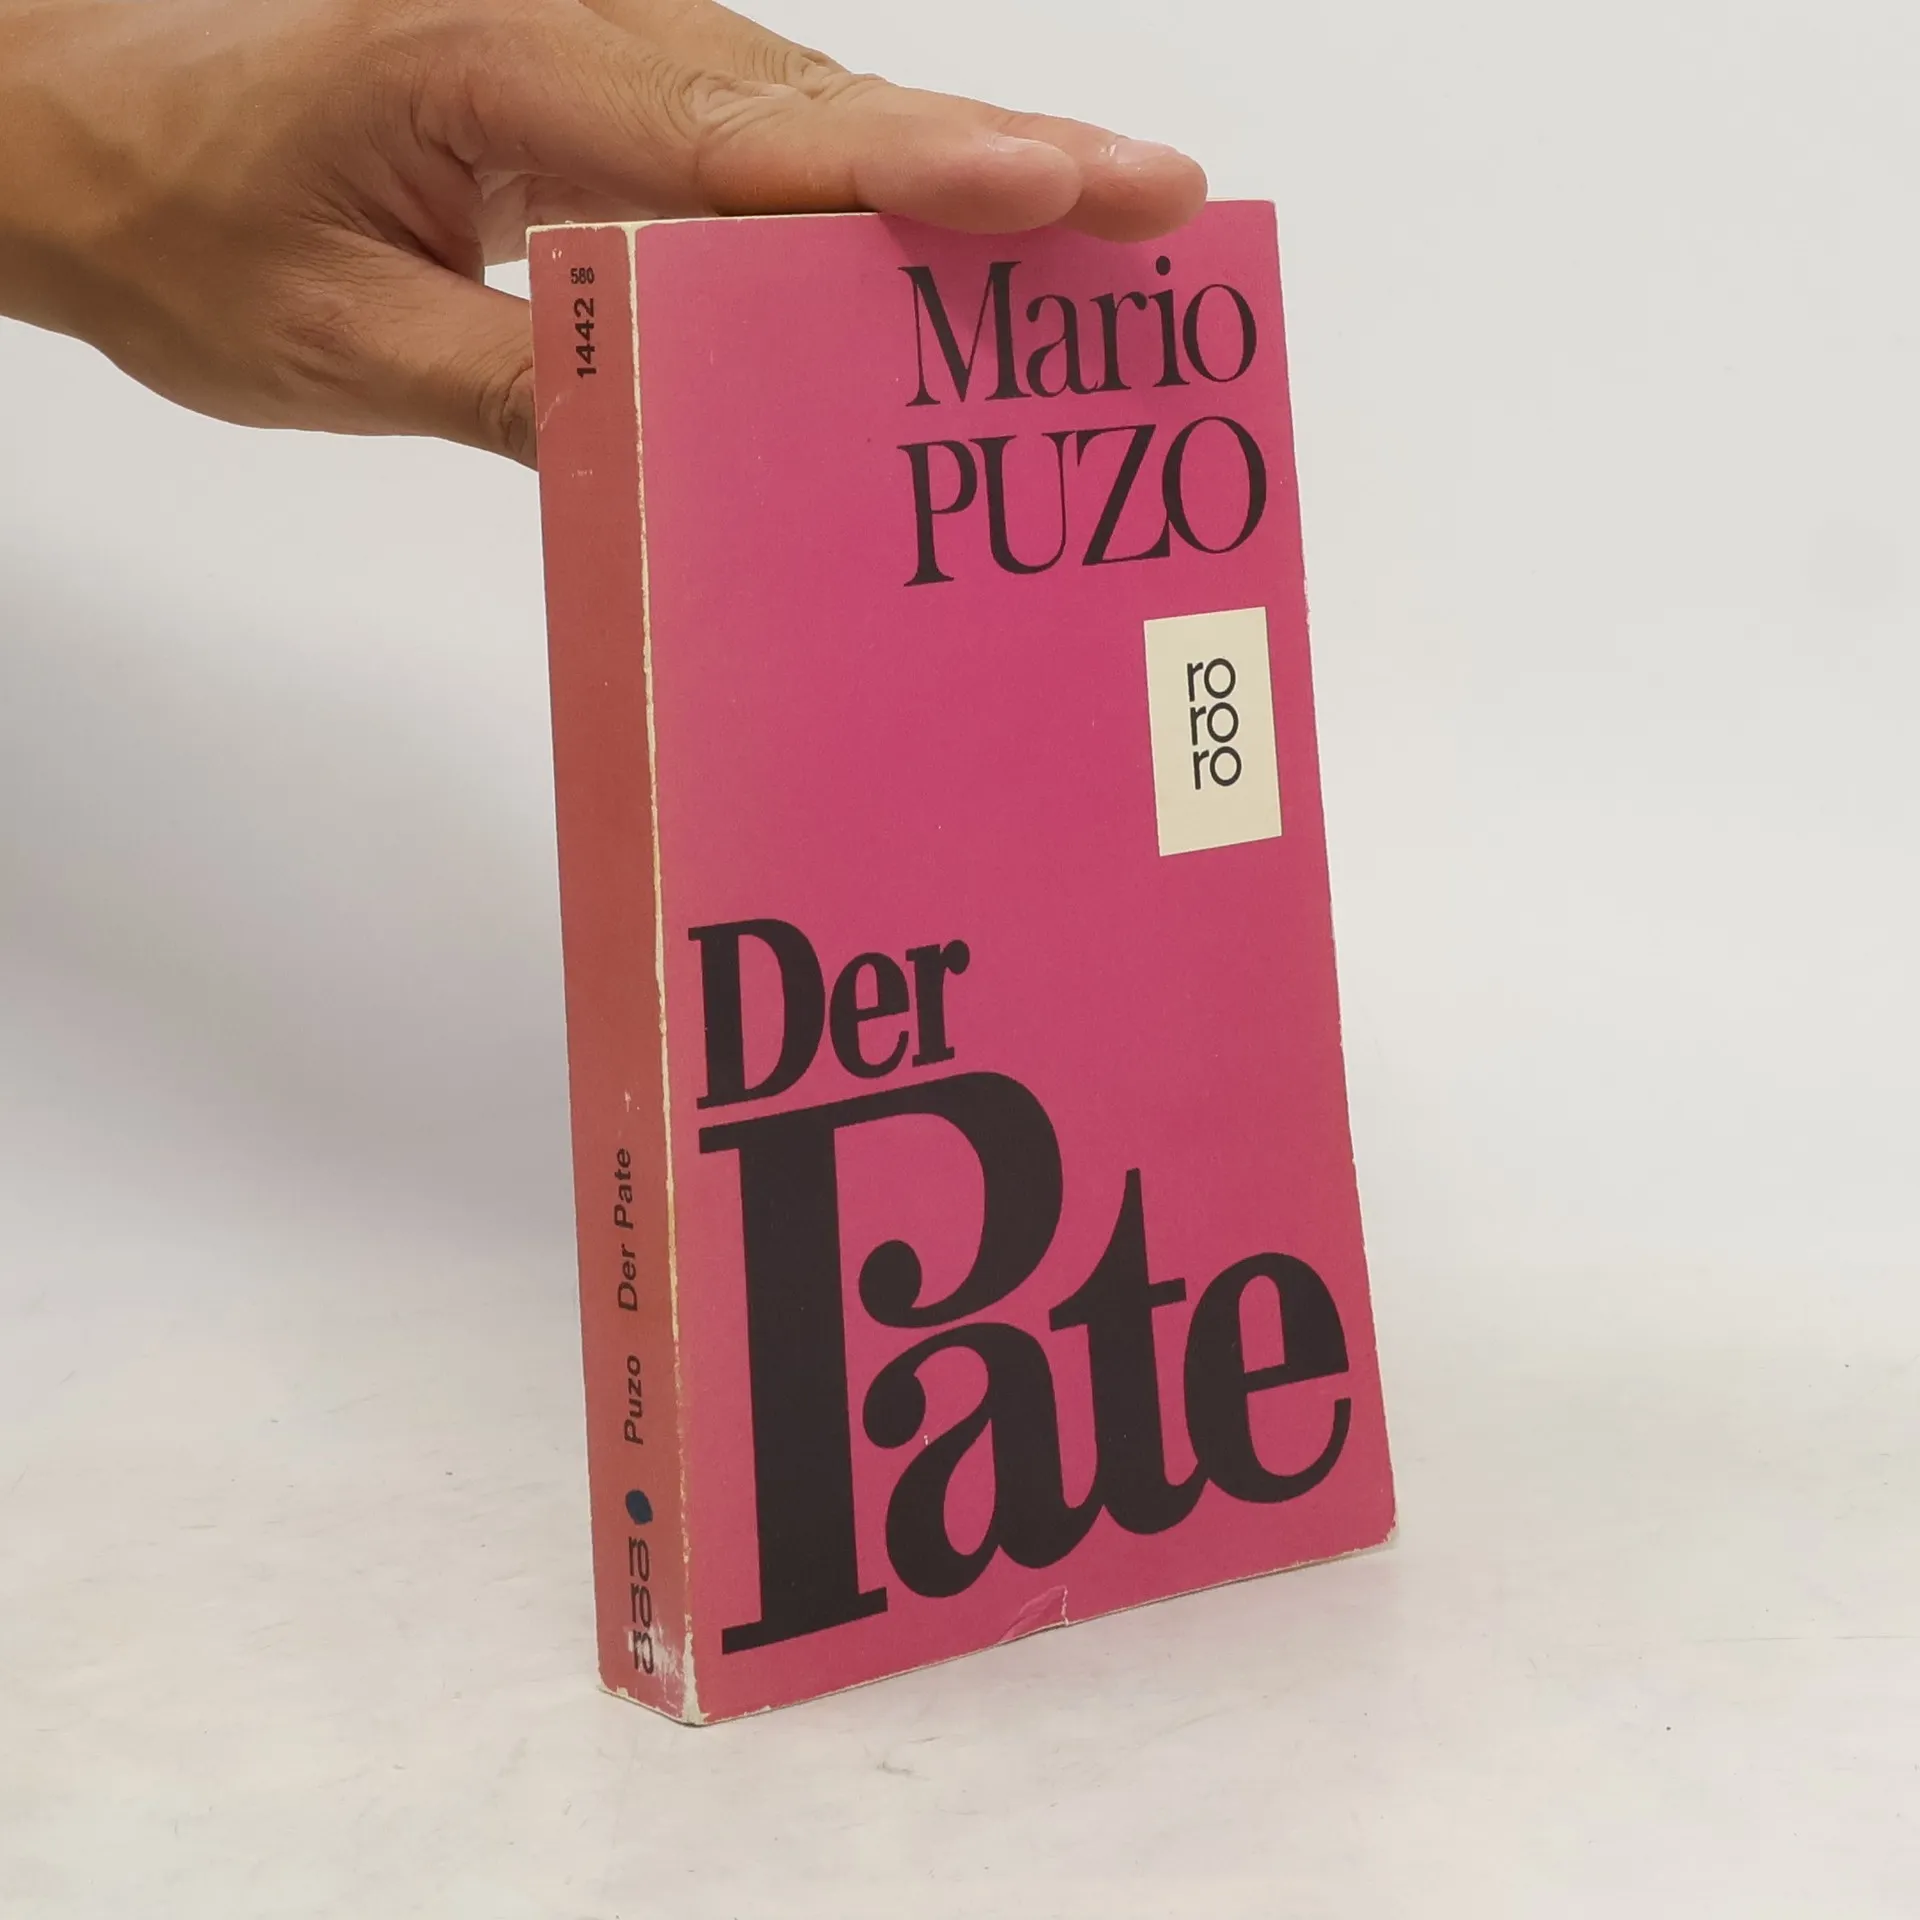 580
1442
Puzo Der Pate
ro
ro
ro
Mario
PUZO
ro
ro
ro
Der
Pate